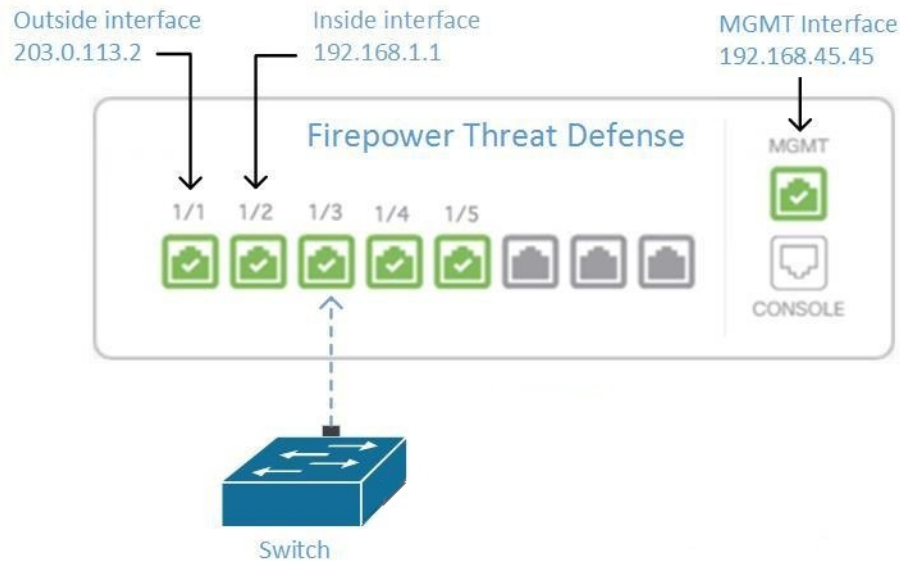 Outside interface
203.0.113.2
Inside interface
192.168.1.1
MGMT Interface
192.168.45.45
Firepower Threat Defense
MGMT
1/1 1/2 1/3 1/4 1/5
CONSOLE
Switch